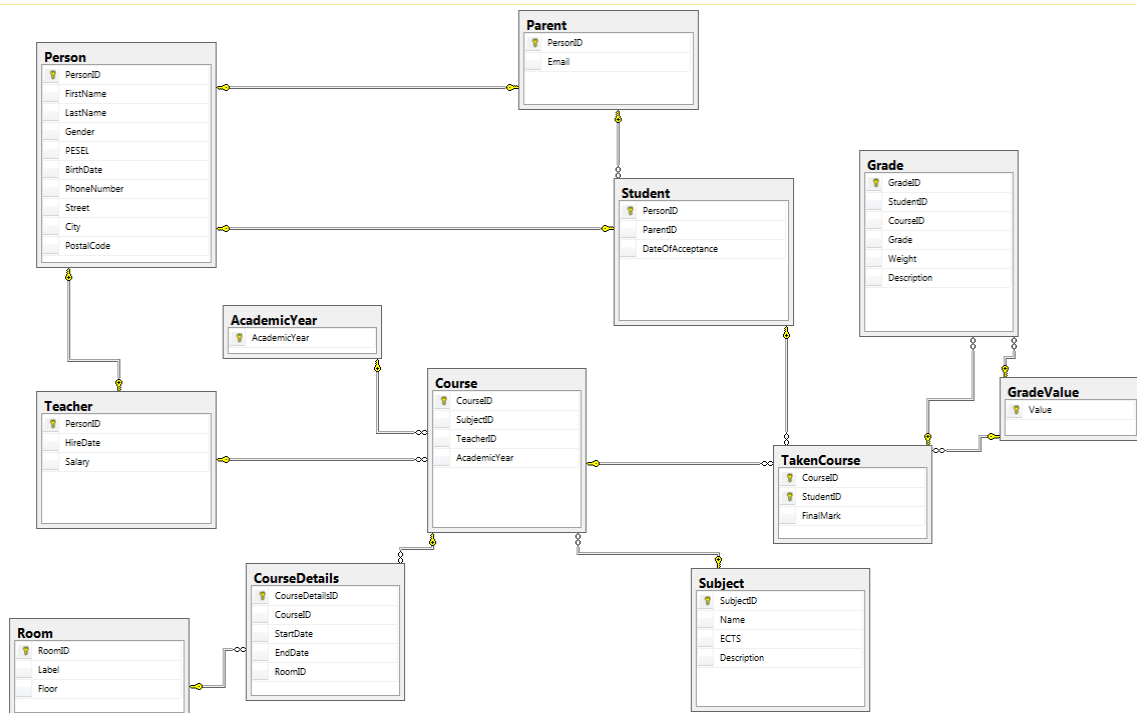 Parent
PersonID
Email
Person
PersonID
FirstName
LastName
Gender
PESEL
BirthDate
PhoneNumber
Street
City
PostalCode
Grade
GradeID
StudentID
CourseID
Grade
Weight
Description
Student
PersonID
ParentID
DateOfAcceptance
AcademicYear
AcademicYear
Course
CourseID
SubjectID
TeacherID
AcademicYear
GradeValue
Value
Teacher
PersonID
HireDate
Salary
TakenCourse
CourseID
StudentID
FinalMark
CourseDetails
CourseDetailsID
CourseID
StartDate
EndDate
RoomID
Subject
SubjectID
Name
ECTS
Description
Room
RoomID
Label
Floor